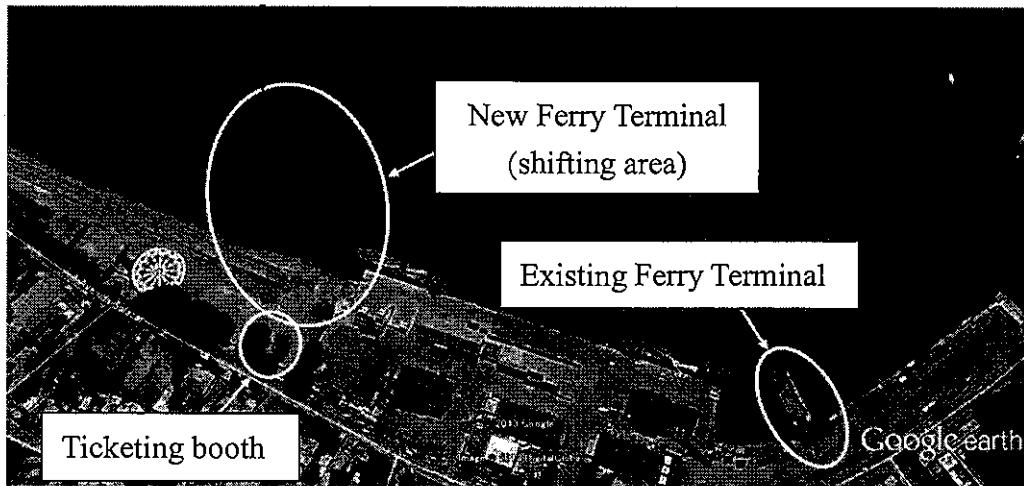 New Ferry Terminal
(shifting area)
Existing Ferry Terminal
Ticketing booth
Google earth